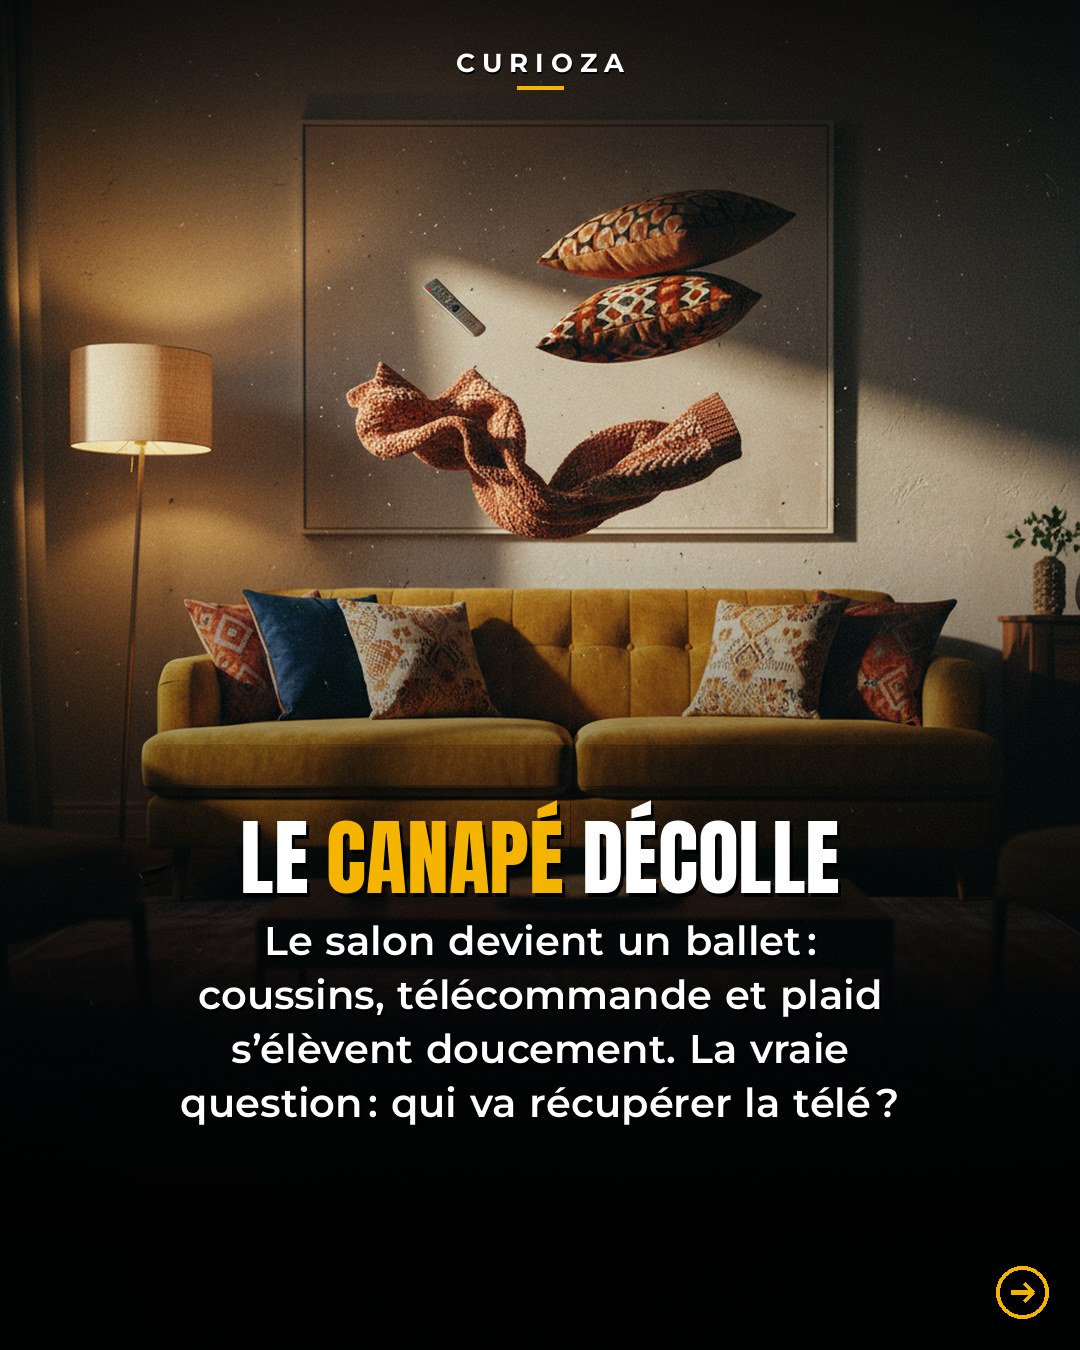 CURIOZA
LE CANAPÉ DÉCOLLE
Le salon devient un ballet :
coussins, télécommande et plaid
s’élèvent doucement. La vraie
question : qui va récupérer la télé ?